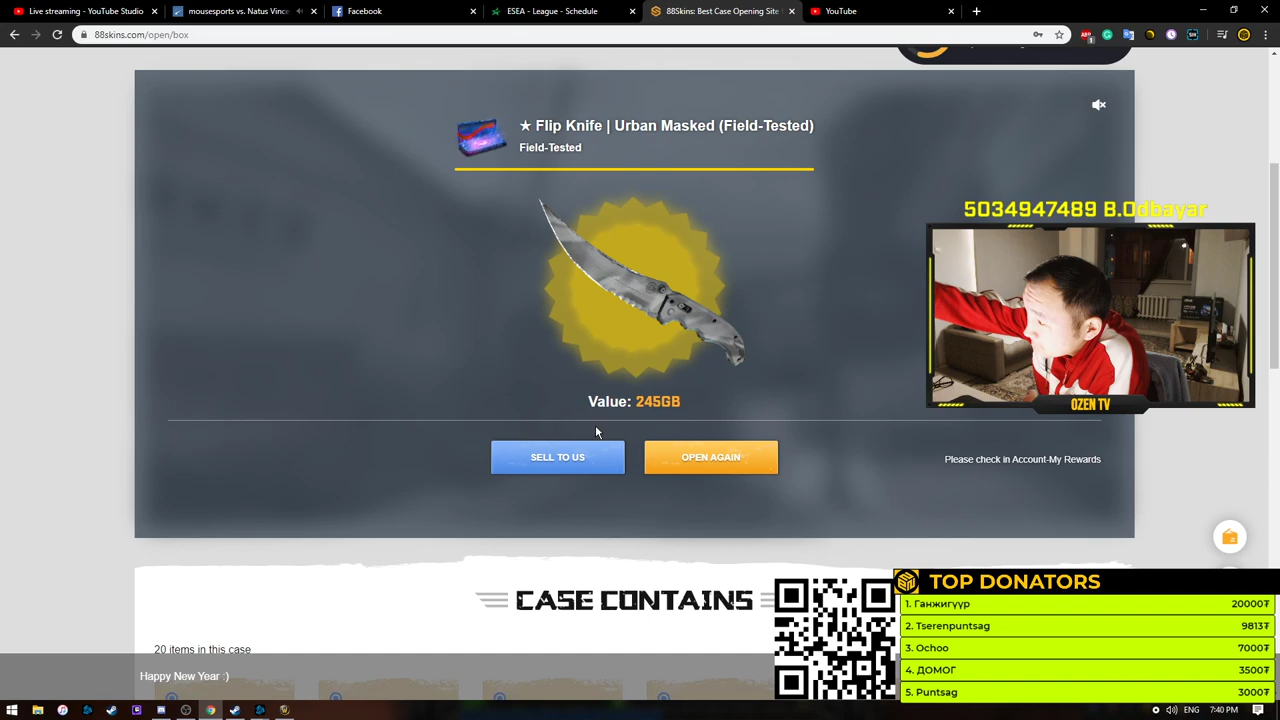 Live streaming - YouTube Studio
mousesports vs. Natus Vince
Facebook
ESEA - League - Schedule
88Skins: Best Case Opening Site
YouTube
88skins.com/open/box
★ Flip Knife | Urban Masked (Field-Tested)
Field-Tested
5034947489 B.Odbayar
OZEN TV
Value: 245GB
SELL TO US
OPEN AGAIN
Please check in Account-My Rewards
CASE CONTAINS
20 items in this case
Happy New Year :)
TOP DONATORS
1. Ганжигүүр 20000₮
2. Tserenpuntsag 9813₮
3. Ochoo 7000₮
4. ДОМОГ 3500₮
5. Puntsag 3000₮
ENG 7:40 PM